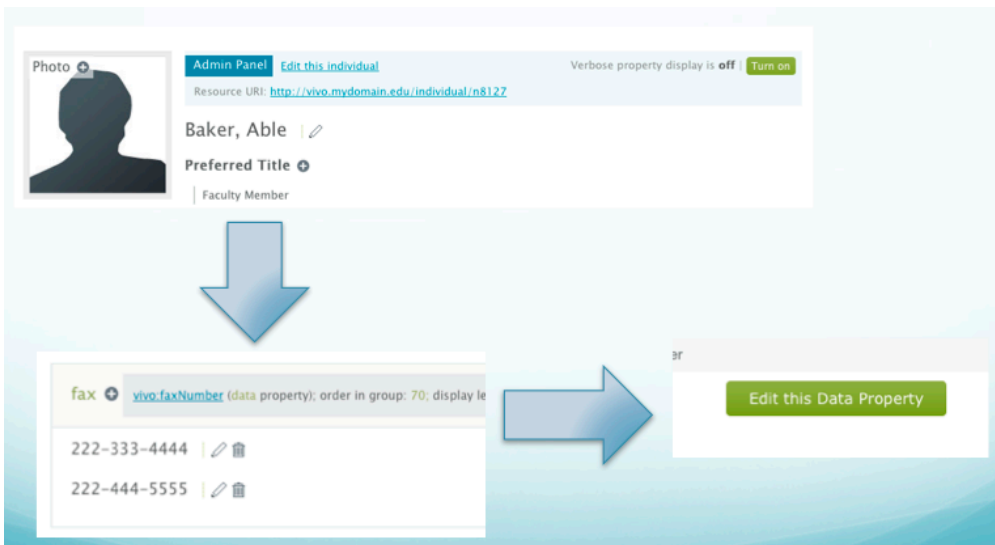 Photo
Admin Panel Edit this individual Verbose property display is off | Turn on
Resource URI: http://vivo.mydomain.edu/individual/n8127
Baker, Able
Preferred Title
Faculty Member
fax vivo:faxNumber (data property); order in group: 70; display le
222-333-4444
222-444-5555
er
Edit this Data Property